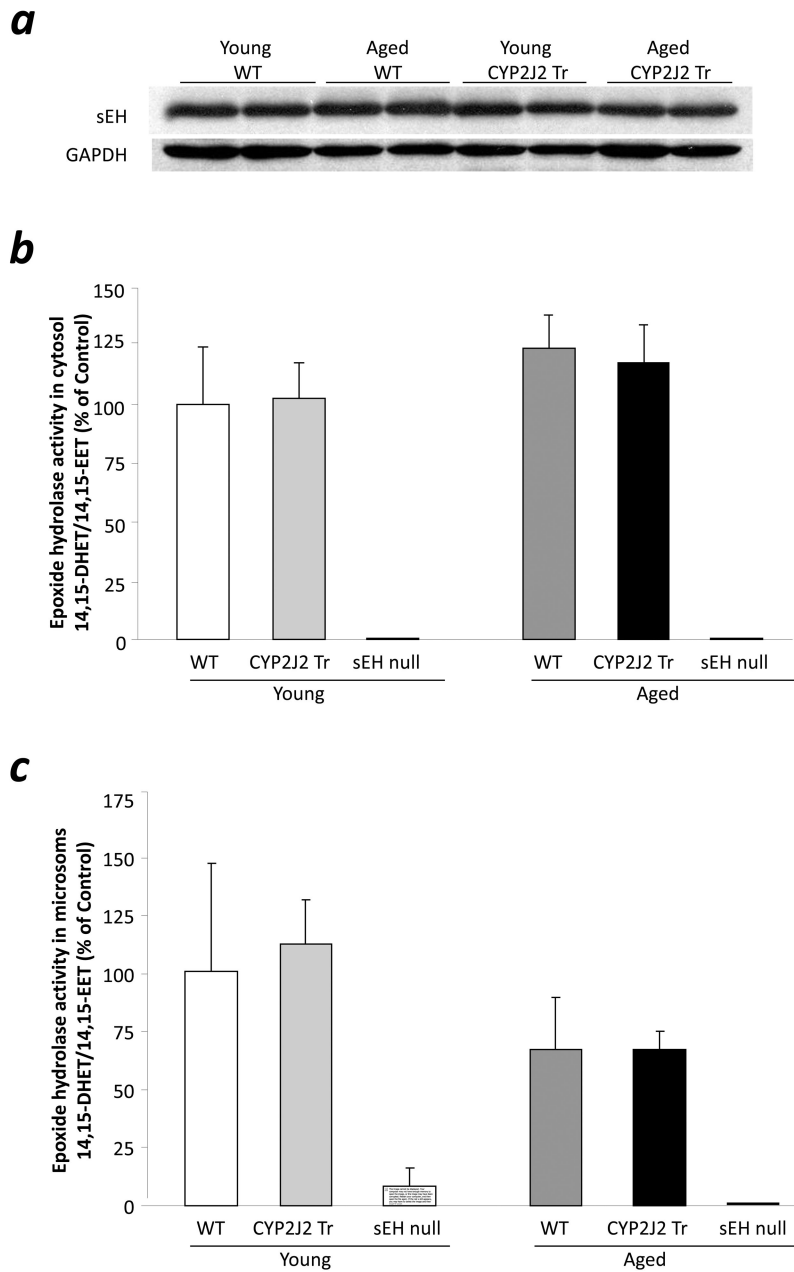 a
Young Aged Young Aged
WT WT CYP2J2 Tr CYP2J2 Tr
sEH
GAPDH
b
Epoxide hydrolase activity in cytosol
14,15-DHET/14,15-EET (% of Control)
150
125
100
75
50
25
0
WT CYP2J2 Tr sEH null WT CYP2J2 Tr sEH null
Young Aged
c
Epoxide hydrolase activity in microsoms
14,15-DHET/14,15-EET (% of Control)
175
150
125
100
75
50
25
0
WT CYP2J2 Tr sEH null WT CYP2J2 Tr sEH null
Young Aged